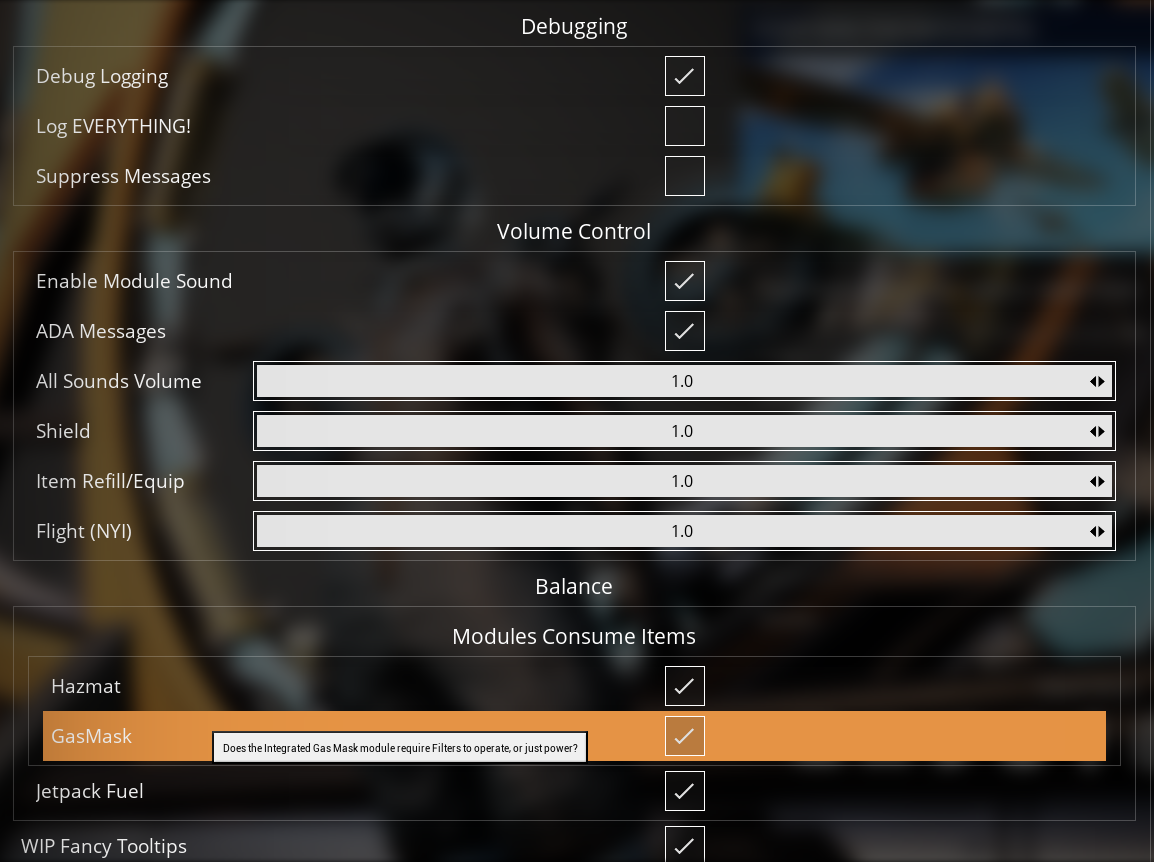 Debugging
Debug Logging
Log EVERYTHING!
Suppress Messages
Volume Control
Enable Module Sound
ADA Messages
All Sounds Volume 1.0
Shield 1.0
Item Refill/Equip 1.0
Flight (NYI) 1.0
Balance
Modules Consume Items
Hazmat
GasMask
Does the Integrated Gas Mask module require Filters to operate, or just power?
Jetpack Fuel
WIP Fancy Tooltips